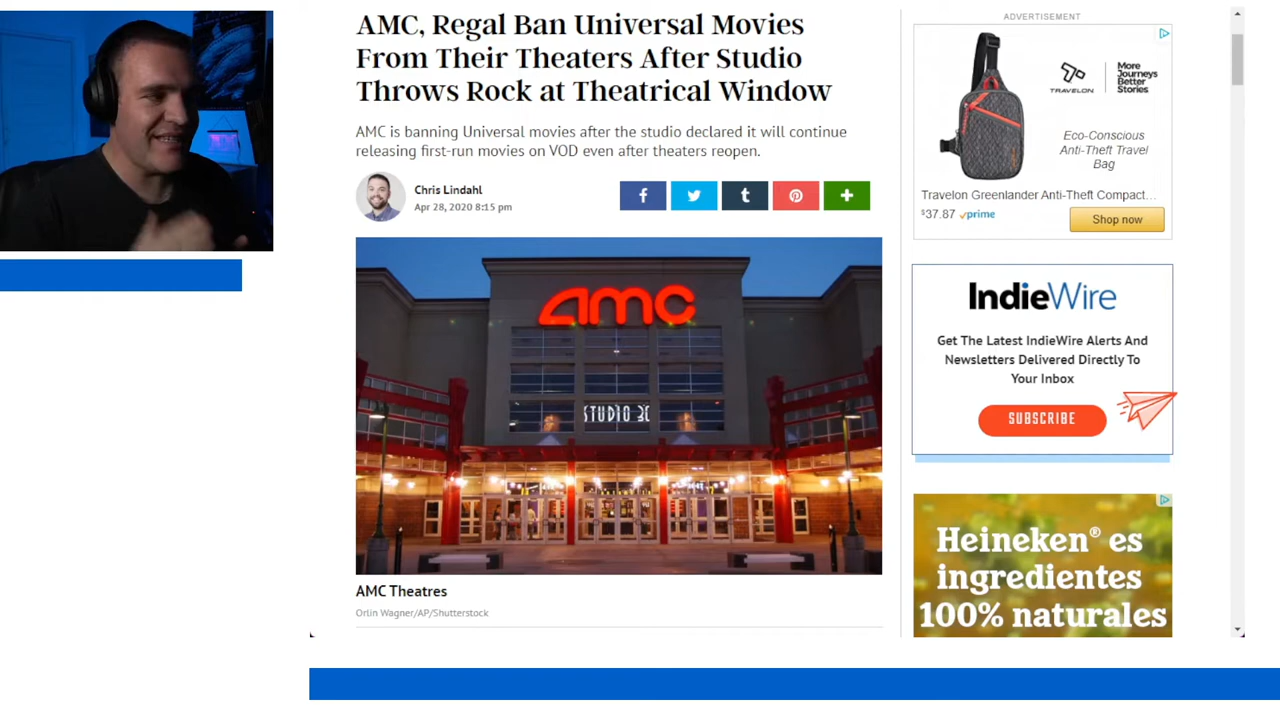 AMC, Regal Ban Universal Movies
From Their Theaters After Studio
Throws Rock at Theatrical Window
AMC is banning Universal movies after the studio declared it will continue
releasing first-run movies on VOD even after theaters reopen.
Chris Lindahl
Apr 28, 2020 8:15 pm
amc
STUDIO 30
AMC Theatres
Orlin Wagner/AP/Shutterstock
ADVERTISEMENT
TRAVELON
More
Journeys
Better
Stories.
Eco-Conscious
Anti-Theft Travel
Bag
Travelon Greenlander Anti-Theft Compact...
$37.87 prime
Shop now
IndieWire
Get The Latest IndieWire Alerts And
Newsletters Delivered Directly To
Your Inbox
SUBSCRIBE
Heineken® es
ingredientes
100% naturales